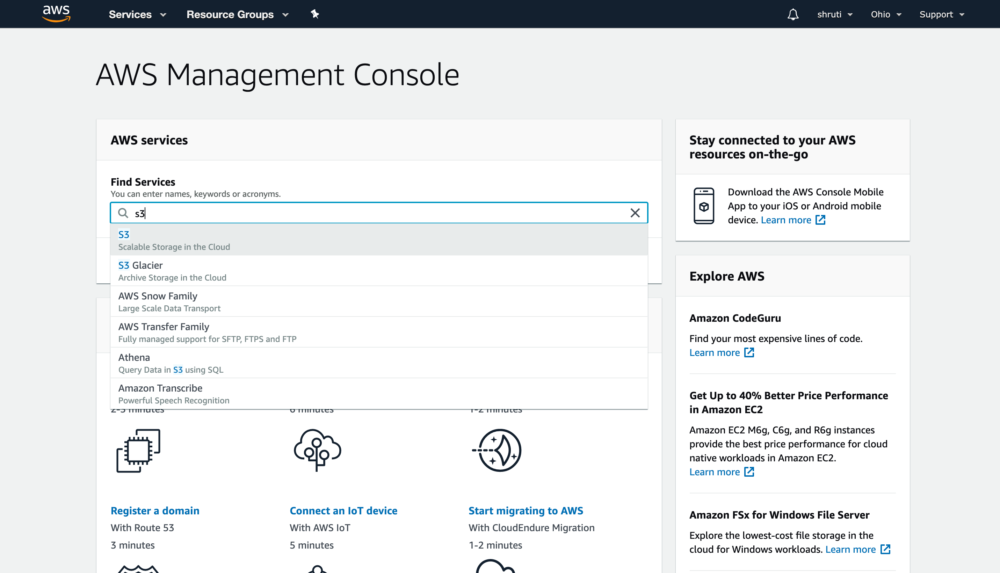 aws
Services
Resource Groups
shruti
Ohio
Support
AWS Management Console
AWS services
Find Services
You can enter names, keywords or acronyms.
s3
S3
Scalable Storage in the Cloud
S3 Glacier
Archive Storage in the Cloud
AWS Snow Family
Large Scale Data Transport
AWS Transfer Family
Fully managed support for SFTP, FTPS and FTP
Athena
Query Data in S3 using SQL
Amazon Transcribe
Powerful Speech Recognition
minutes
6 minutes
1-2 minutes
Register a domain
With Route 53
3 minutes
Connect an IoT device
With AWS IoT
5 minutes
Start migrating to AWS
With CloudEndure Migration
1-2 minutes
Stay connected to your AWS
resources on-the-go
Download the AWS Console Mobile
App to your iOS or Android mobile
device. Learn more
Explore AWS
Amazon CodeGuru
Find your most expensive lines of code.
Learn more
Get Up to 40% Better Price Performance
in Amazon EC2
Amazon EC2 M6g, C6g, and R6g instances
provide the best price performance for cloud
native workloads in Amazon EC2.
Learn more
Amazon FSx for Windows File Server
Explore the lowest-cost file storage in the
cloud for Windows workloads. Learn more